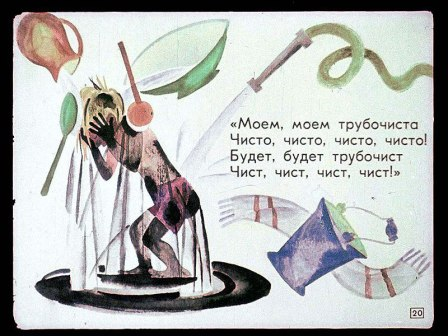 «Моем, моем трубочиста
Чисто, чисто, чисто, чисто!
Будет, будет трубочист
Чист, чист, чист, чист!»
20